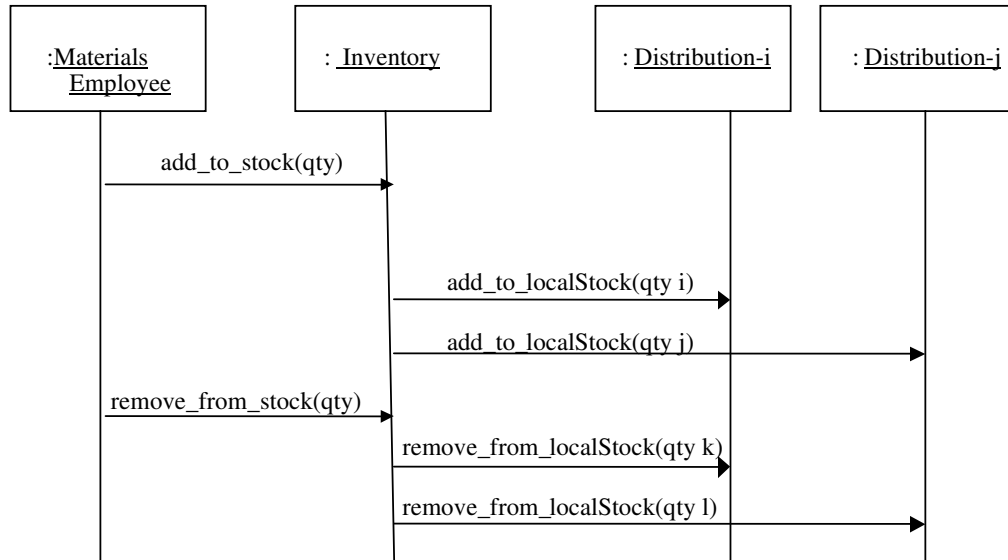 :Materials
Employee
: Inventory
: Distribution-i
: Distribution-j
add_to_stock(qty)
add_to_localStock(qty i)
add_to_localStock(qty j)
remove_from_stock(qty)
remove_from_localStock(qty k)
remove_from_localStock(qty l)